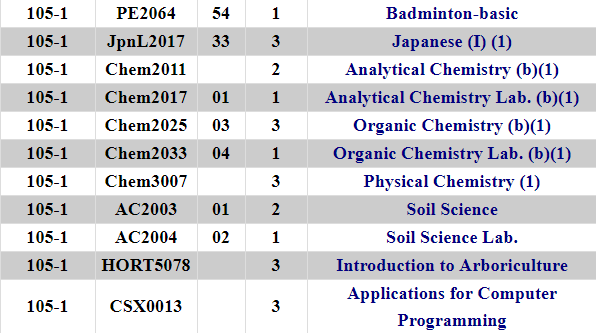 105-1 PE2064 54 1 Badminton-basic
105-1 JpnL2017 33 3 Japanese (I) (1)
105-1 Chem2011 2 Analytical Chemistry (b)(1)
105-1 Chem2017 01 1 Analytical Chemistry Lab. (b)(1)
105-1 Chem2025 03 3 Organic Chemistry (b)(1)
105-1 Chem2033 04 1 Organic Chemistry Lab. (b)(1)
105-1 Chem3007 3 Physical Chemistry (1)
105-1 AC2003 01 2 Soil Science
105-1 AC2004 02 1 Soil Science Lab.
105-1 HORT5078 3 Introduction to Arboriculture
105-1 CSX0013 3 Applications for Computer
Programming